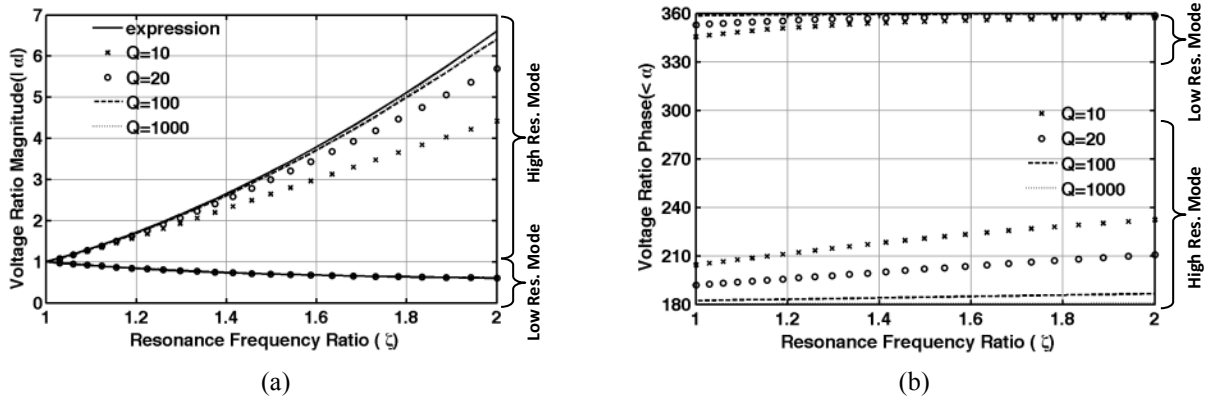 7
6
5
4
3
2
1
0
Voltage Ratio Magnitude(| α|)
expression
Q=10
Q=20
Q=100
Q=1000
1
1.2
1.4
1.6
1.8
2
Resonance Frequency Ratio ( ζ)
High Res. Mode
Low Res. Mode
(a)
360
330
300
270
240
210
180
Voltage Ratio Phase(< α)
Q=10
Q=20
Q=100
Q=1000
1
1.2
1.4
1.6
1.8
2
Resonance Frequency Ratio ( ζ)
Low Res. Mode
High Res. Mode
(b)